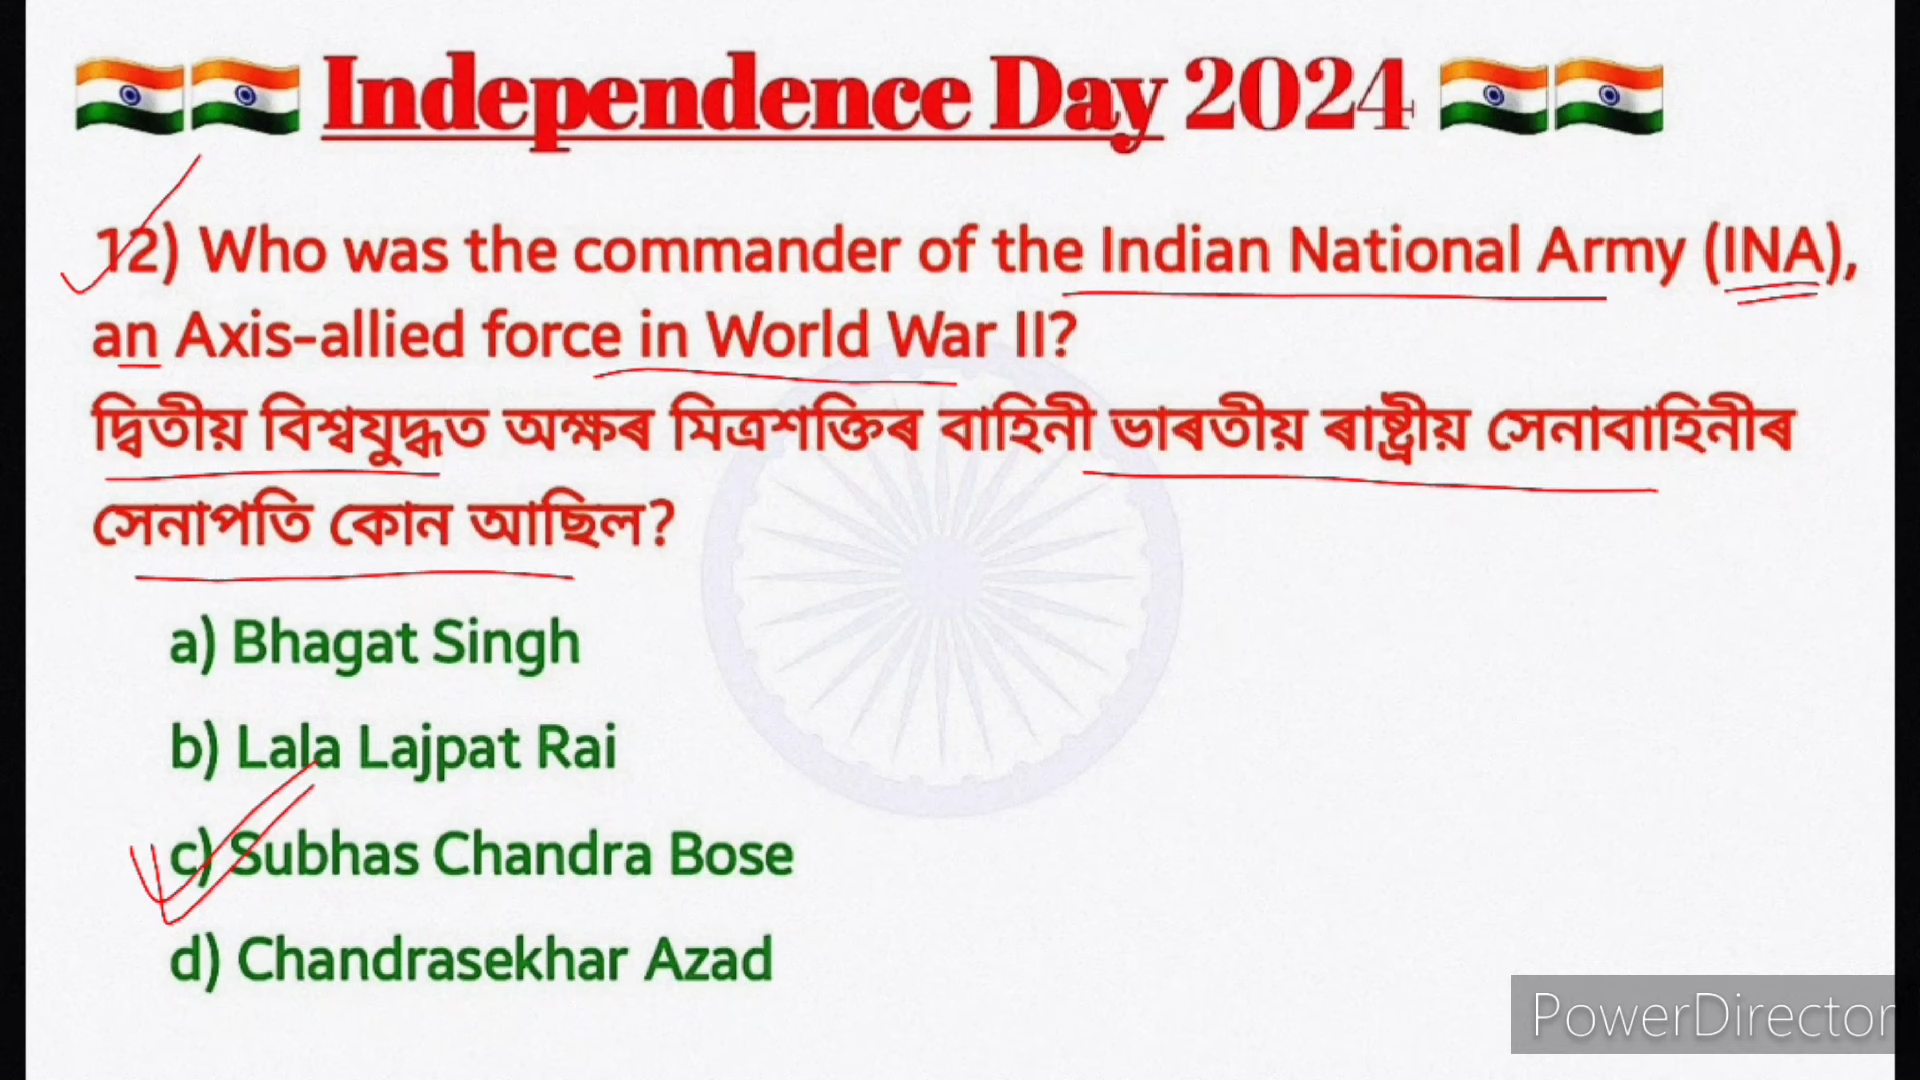 Independence Day 2024
12) Who was the commander of the Indian National Army (INA),
an Axis-allied force in World War II?
দ্বিতীয় বিশ্বযুদ্ধত অক্ষৰ মিত্ৰশক্তিৰ বাহিনী ভাৰতীয় ৰাষ্ট্ৰীয় সেনাবাহিনীৰ
সেনাপতি কোন আছিল?
a) Bhagat Singh
b) Lala Lajpat Rai
c) Subhas Chandra Bose
d) Chandrasekhar Azad
PowerDirector